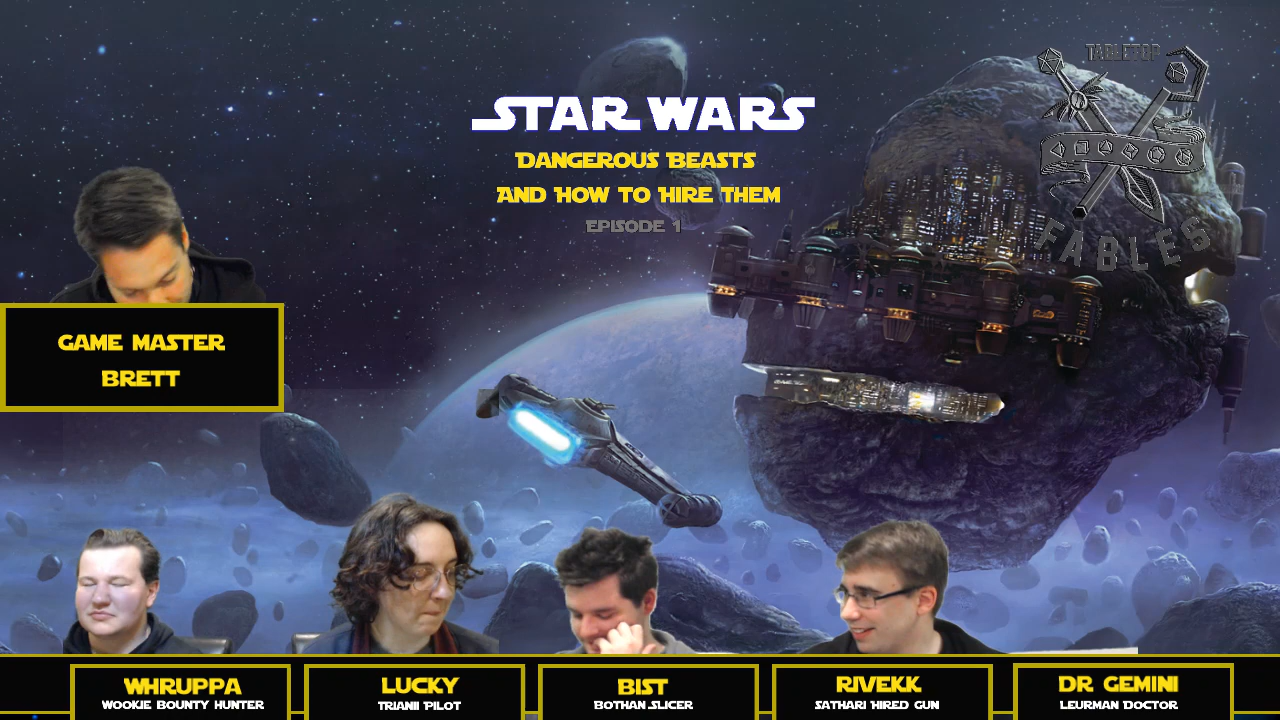 TABLETOP
FABLES
STAR WARS
DANGEROUS BEASTS
AND HOW TO HIRE THEM
EPISODE 1
GAME MASTER
BRETT
WHRUPPA
WOOKIE BOUNTY HUNTER
LUCKY
TRIANII PILOT
BIST
BOTHAN SLICER
RIVEKK
SATHARI HIRED GUN
DR GEMINI
LEURMAN DOCTOR